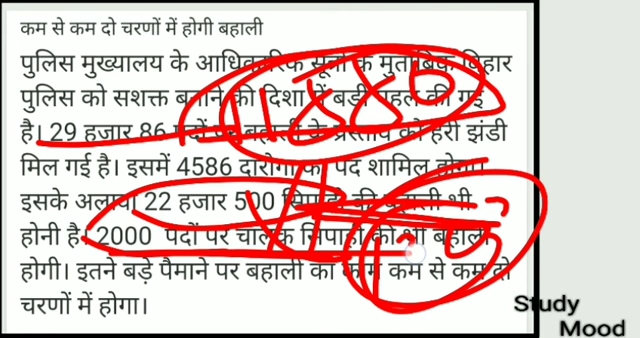 कम से कम दो चरणों में होगी बहाली
पुलिस मुख्यालय के आधिकारिक सूत्रों के मुताबिक बिहार
पुलिस को सशक्त बनाने की दिशा में बड़ी पहल की गई
है। 29 हजार 86 पदों पर बहाली के प्रस्ताव को हरी झंडी
मिल गई है। इसमें 4586 दारोगा का पद शामिल होगा।
इसके अलावा 22 हजार 500 सिपाही की बहाली भी
होनी है। 2000 पदों पर चालक सिपाही की भी बहाली
होगी। इतने बड़े पैमाने पर बहाली का काम कम से कम दो
चरणों में होगा।
11880
Study
Mood